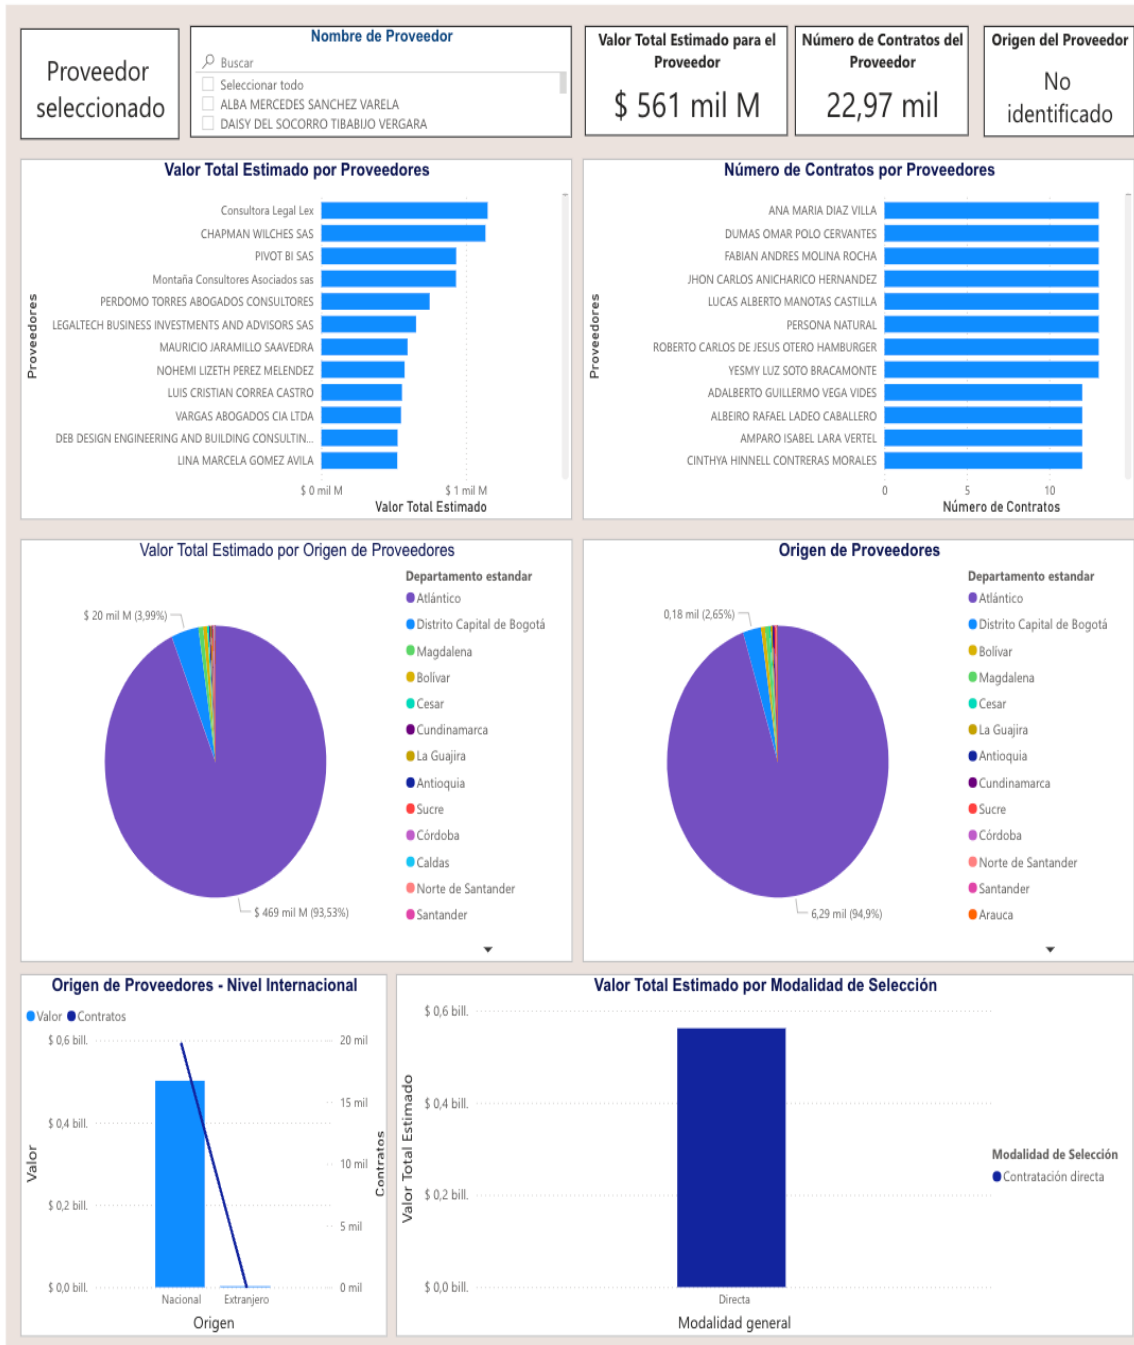 Proveedor
seleccionado
Nombre de Proveedor
Buscar
Seleccionar todo
ALBA MERCEDES SANCHEZ VARELA
DAISY DEL SOCORRO TIBABIJO VERGARA
Valor Total Estimado para el
Proveedor
$ 561 mil M
Número de Contratos del
Proveedor
22,97 mil
Origen del Proveedor
No
identificado
Valor Total Estimado por Proveedores
Proveedores
Consultora Legal Lex
CHAPMAN WILCHES SAS
PIVOT BI SAS
Montaña Consultores Asociados sas
PERDOMO TORRES ABOGADOS CONSULTORES
LEGALTECH BUSINESS INVESTMENTS AND ADVISORS SAS
MAURICIO JARAMILLO SAAVEDRA
NOHEMI LIZETH PEREZ MELENDEZ
LUIS CRISTIAN CORREA CASTRO
VARGAS ABOGADOS CIA LTDA
DEB DESIGN ENGINEERING AND BUILDING CONSULTIN...
LINA MARCELA GOMEZ AVILA
$ 0 mil M $ 1 mil M
Valor Total Estimado
Número de Contratos por Proveedores
Proveedores
ANA MARIA DIAZ VILLA
DUMAS OMAR POLO CERVANTES
FABIAN ANDRES MOLINA ROCHA
JHON CARLOS ANICHARICO HERNANDEZ
LUCAS ALBERTO MANOTAS CASTILLA
PERSONA NATURAL
ROBERTO CARLOS DE JESUS OTERO HAMBURGER
YESMY LUZ SOTO BRACAMONTE
ADALBERTO GUILLERMO VEGA VIDES
ALBEIRO RAFAEL LADEO CABALLERO
AMPARO ISABEL LARA VERTEL
CINTHYA HINNELL CONTRERAS MORALES
0 5 10
Número de Contratos
Valor Total Estimado por Origen de Proveedores
$ 20 mil M (3,99%)
$ 469 mil M (93,53%)
Departamento estandar
Atlántico
Distrito Capital de Bogotá
Magdalena
Bolívar
Cesar
Cundinamarca
La Guajira
Antioquia
Sucre
Córdoba
Caldas
Norte de Santander
Santander
Origen de Proveedores
0,18 mil (2,65%)
6,29 mil (94,9%)
Departamento estandar
Atlántico
Distrito Capital de Bogotá
Bolívar
Magdalena
Cesar
La Guajira
Antioquia
Cundinamarca
Sucre
Córdoba
Norte de Santander
Santander
Arauca
Origen de Proveedores - Nivel Internacional
Valor Contratos
$ 0,6 bill. 20 mil
15 mil
$ 0,4 bill.
10 mil
$ 0,2 bill.
5 mil
$ 0,0 bill. 0 mil
Valor
Contratos
Nacional Extranjero
Origen
Valor Total Estimado por Modalidad de Selección
Valor Total Estimado
$ 0,6 bill.
$ 0,4 bill.
$ 0,2 bill.
$ 0,0 bill.
Directa
Modalidad general
Modalidad de Selección
Contratación directa